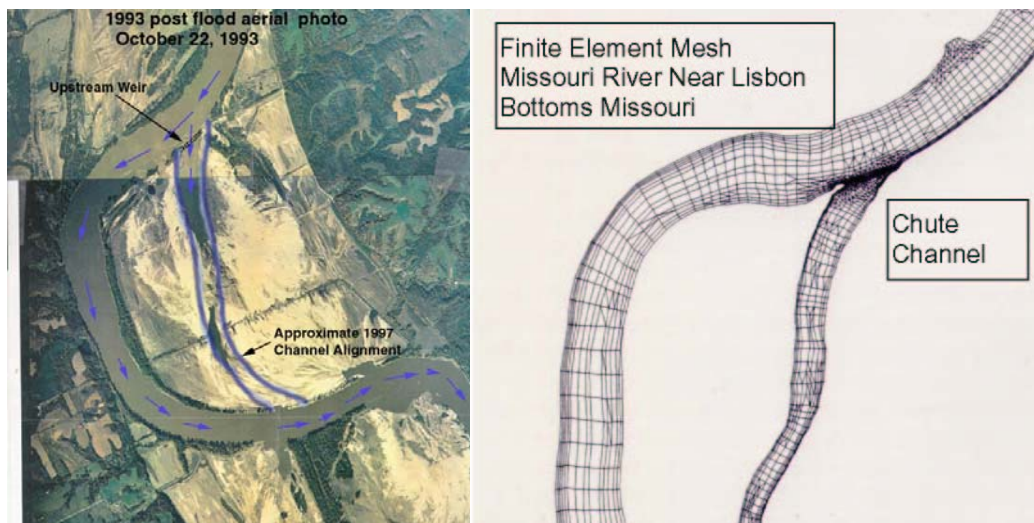 1993 post flood aerial photo
October 22, 1993
Upstream Weir
Approximate 1997
Channel Alignment
Finite Element Mesh
Missouri River Near Lisbon
Bottoms Missouri
Chute
Channel